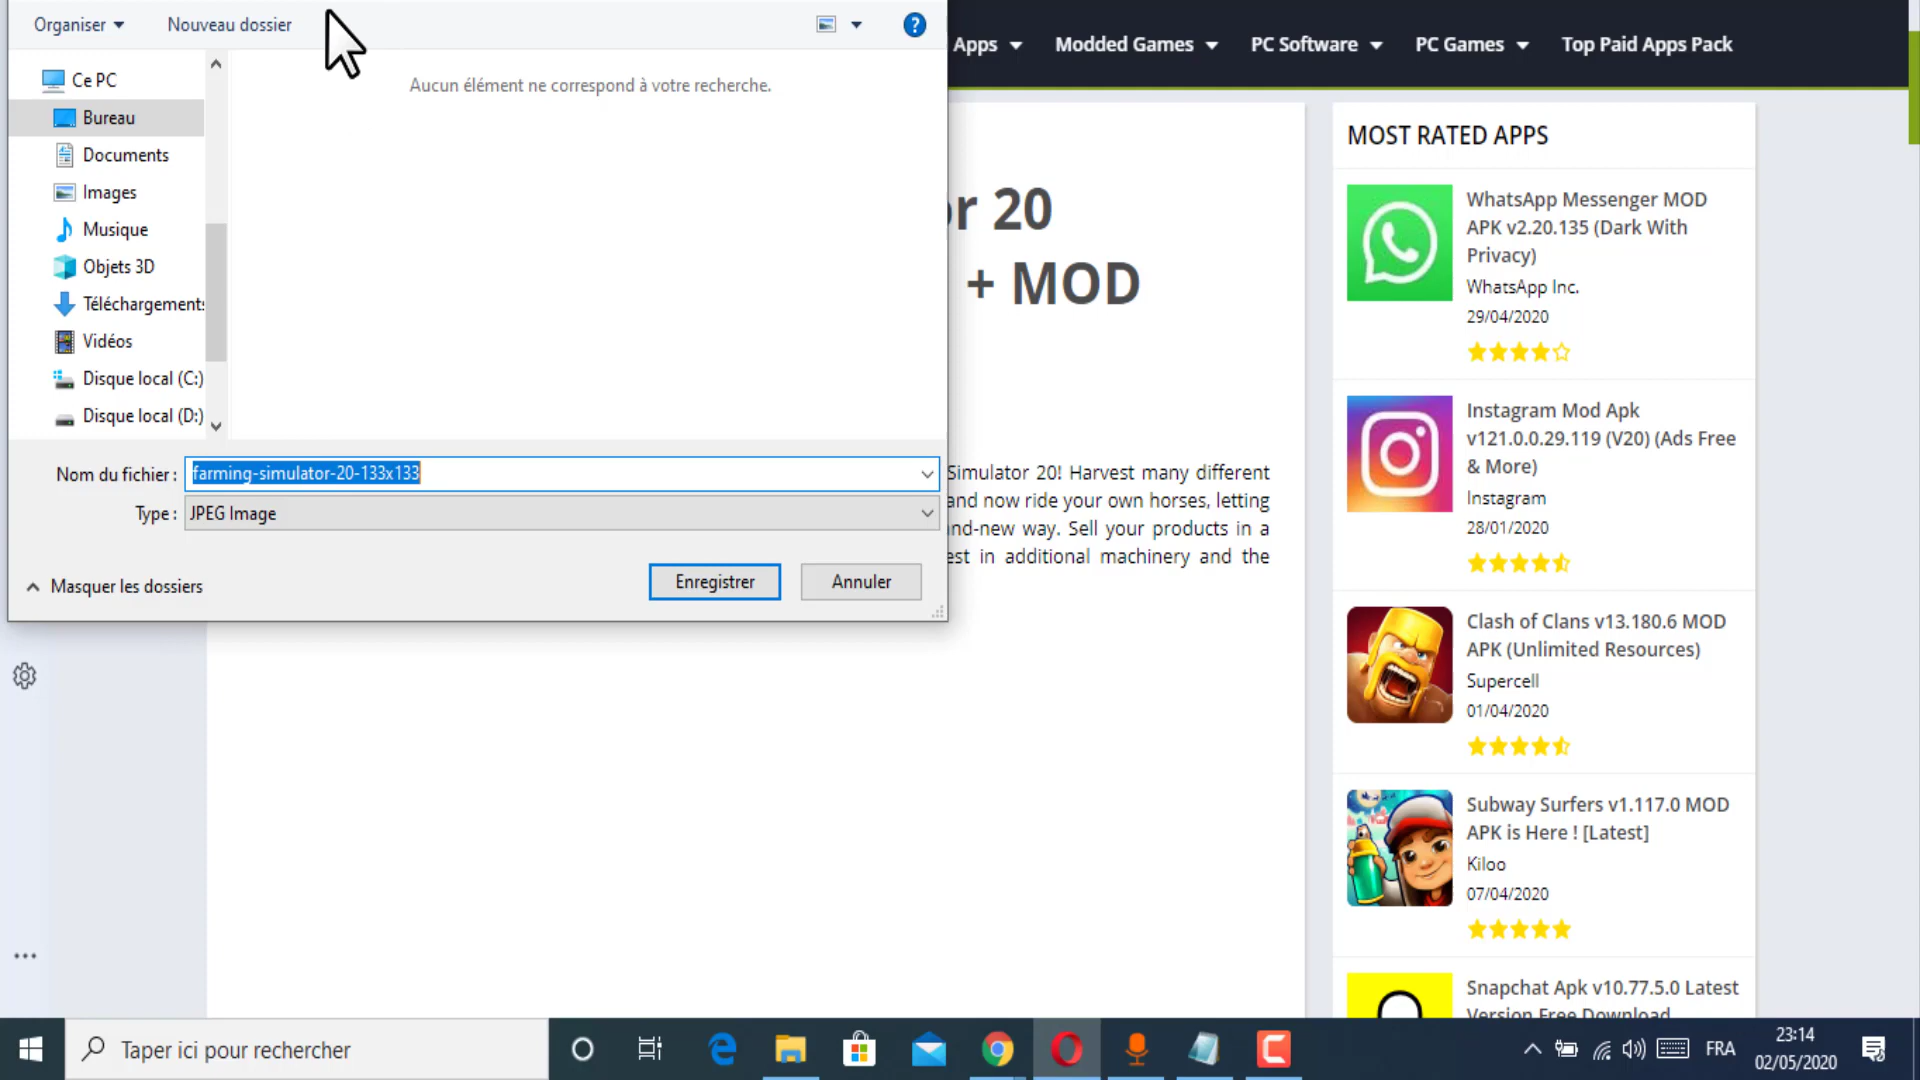 Organiser
Nouveau dossier
Ce PC
Bureau
Documents
Images
Musique
Objets 3D
Téléchargements
Vidéos
Disque local (C:)
Disque local (D:)
Aucun élément ne correspond à votre recherche.
Nom du fichier :
farming-simulator-20-133x133
Type :
JPEG Image
Masquer les dossiers
Enregistrer
Annuler
Apps
Modded Games
PC Software
PC Games
Top Paid Apps Pack
or 20
+ MOD
Simulator 20! Harvest many different
and now ride your own horses, letting
way. Sell your products in a
in additional machinery and the
MOST RATED APPS
WhatsApp Messenger MOD
APK v2.20.135 (Dark With
Privacy)
WhatsApp Inc.
29/04/2020
Instagram Mod Apk
v121.0.0.29.119 (V20) (Ads Free
& More)
Instagram
28/01/2020
Clash of Clans v13.180.6 MOD
APK (Unlimited Resources)
Supercell
01/04/2020
Subway Surfers v1.117.0 MOD
APK is Here ! [Latest]
Kiloo
07/04/2020
Snapchat Apk v10.77.5.0 Latest
Version Free Download
Taper ici pour rechercher
FRA
23:14
02/05/2020